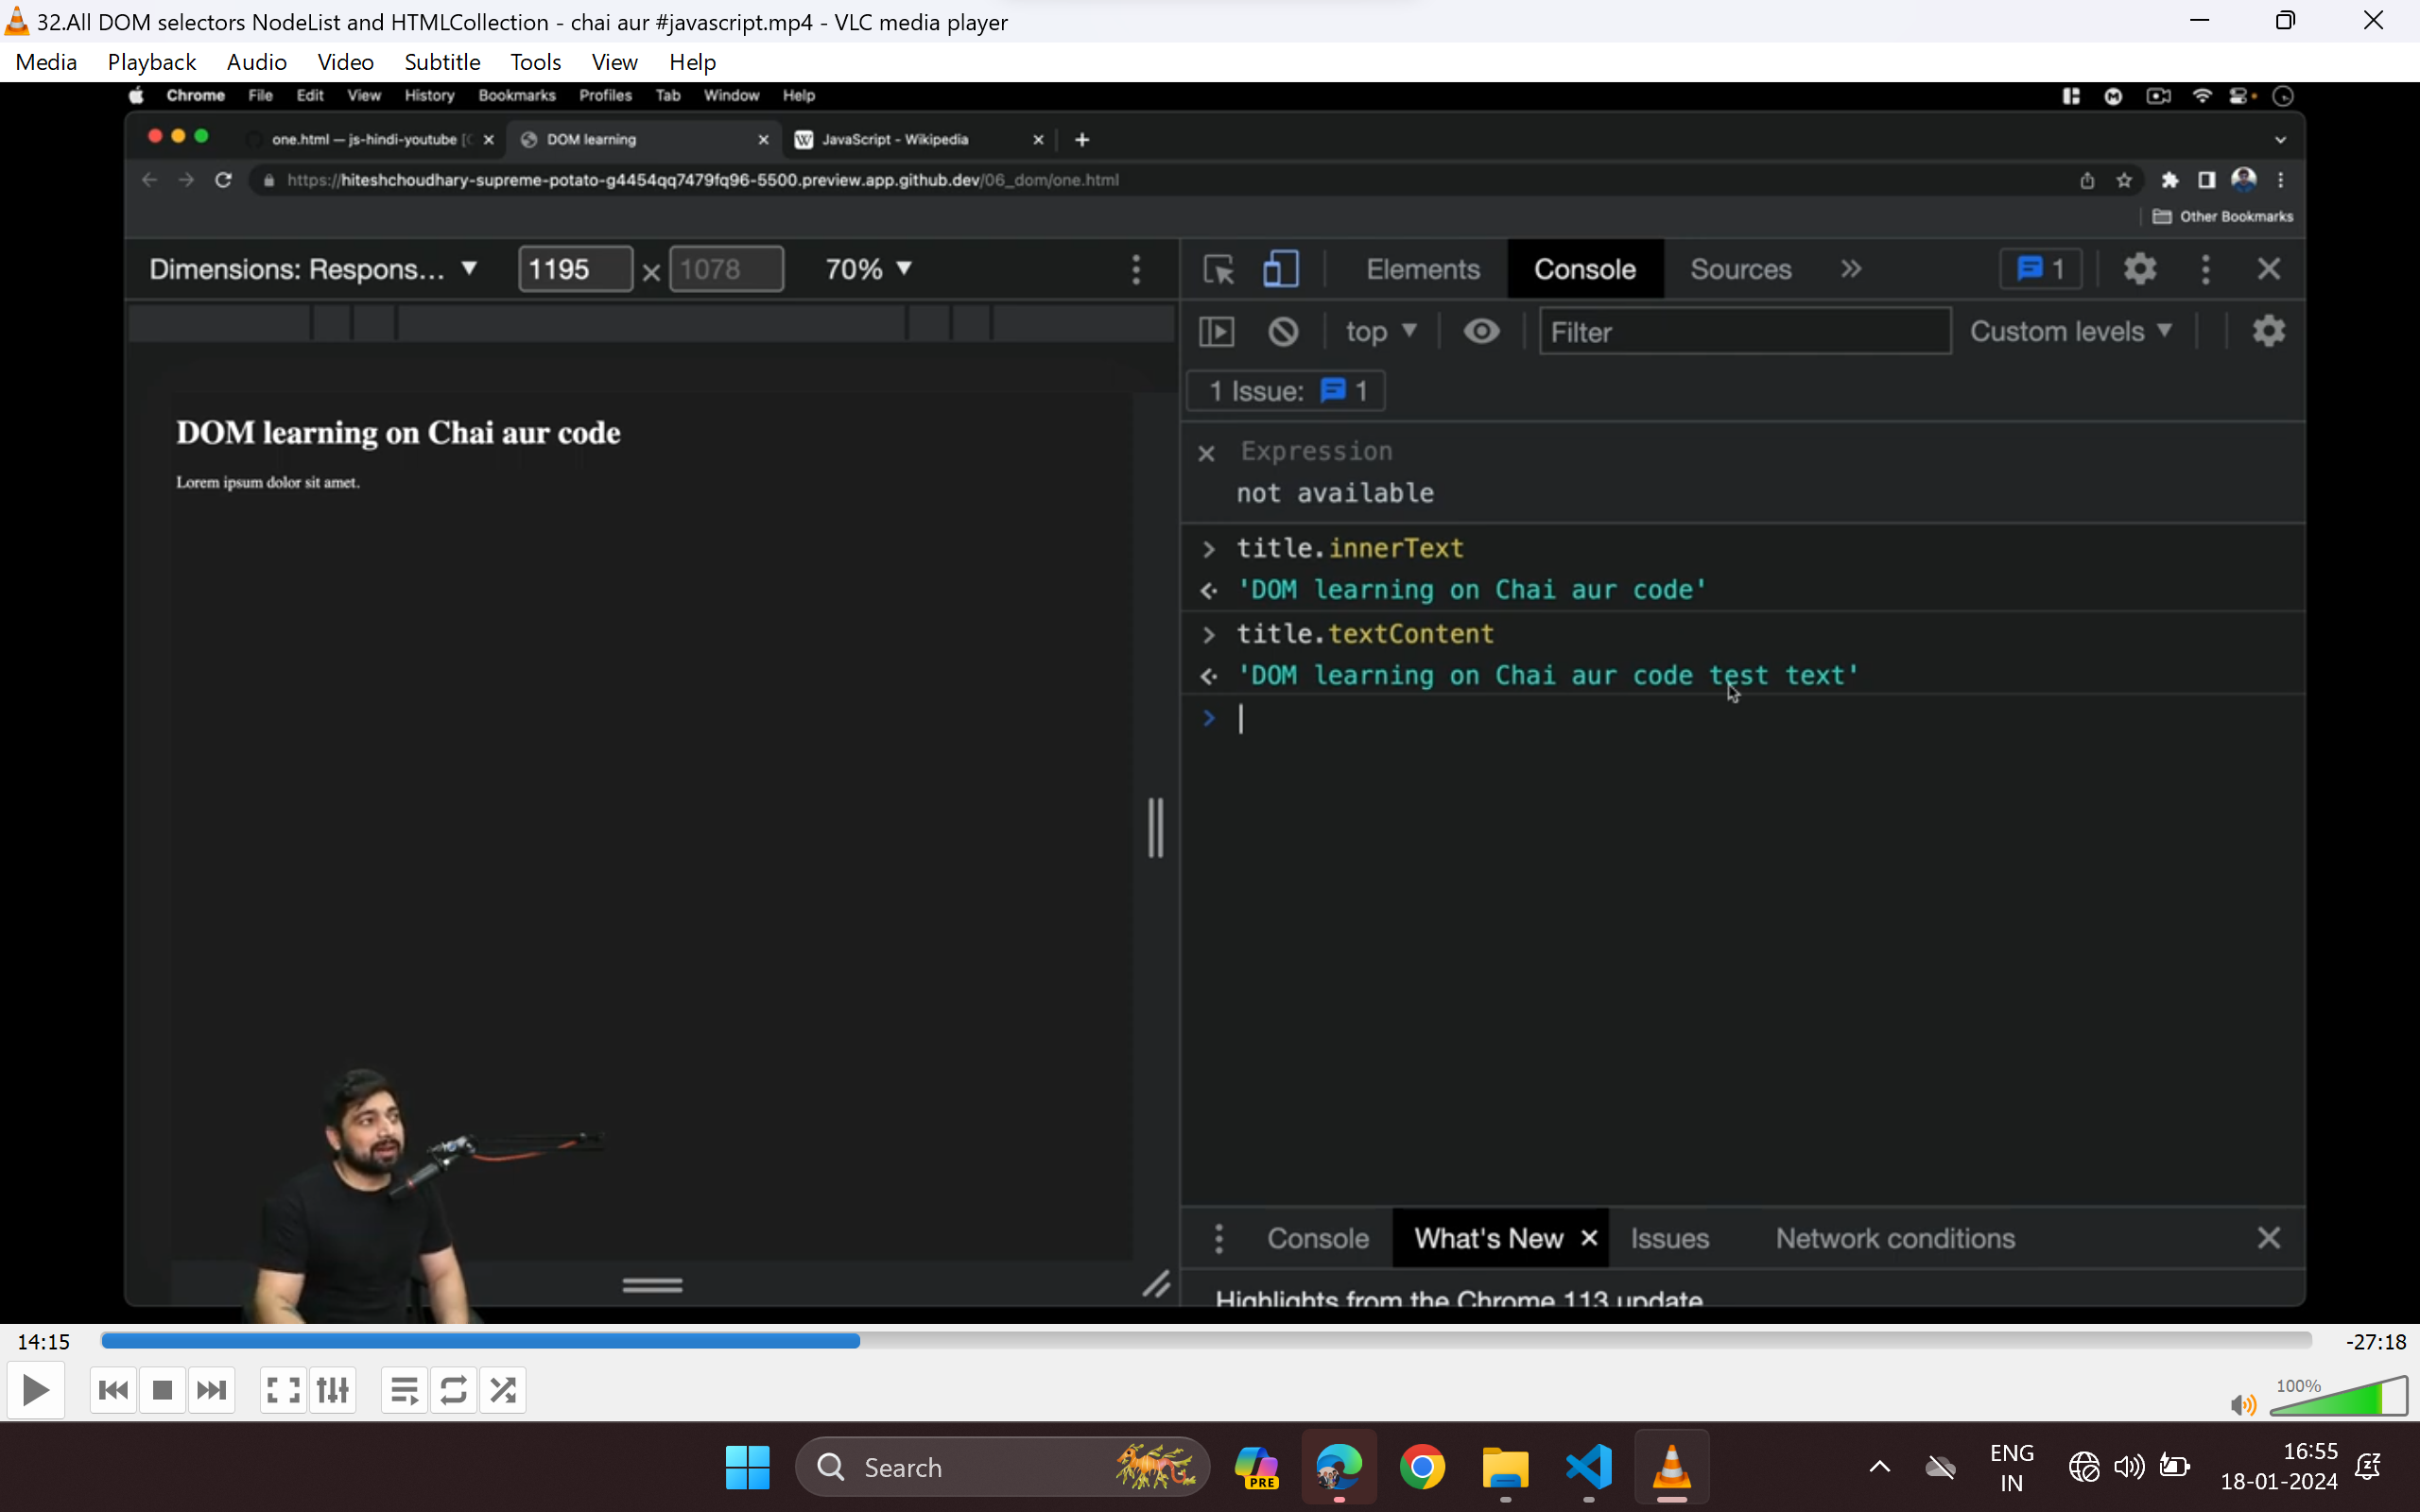 32.All DOM selectors NodeList and HTMLCollection - chai aur #javascript.mp4 - VLC media player
Media Playback Audio Video Subtitle Tools View Help
Chrome File Edit View History Bookmarks Profiles Tab Window Help
one.html — js-hindi-youtube [ DOM learning JavaScript - Wikipedia
https://hiteshchoudhary-supreme-potato-g4454qq7479fq96-5500.preview.app.github.dev/06_dom/one.html
Other Bookmarks
Dimensions: Respons... ▼ 1195 × 1078 70% ▼
Elements Console Sources » 1
top ▼ Filter Custom levels ▼
1 Issue: 1
DOM learning on Chai aur code
Lorem ipsum dolor sit amet.
Expression
not available
> title.innerText
'DOM learning on Chai aur code'
> title.textContent
'DOM learning on Chai aur code test text'
>
Console What's New × Issues Network conditions
Highlights from the Chrome 113 update
14:15 -27:18
100%
Search
PRE
ENG
IN
16:55
18-01-2024